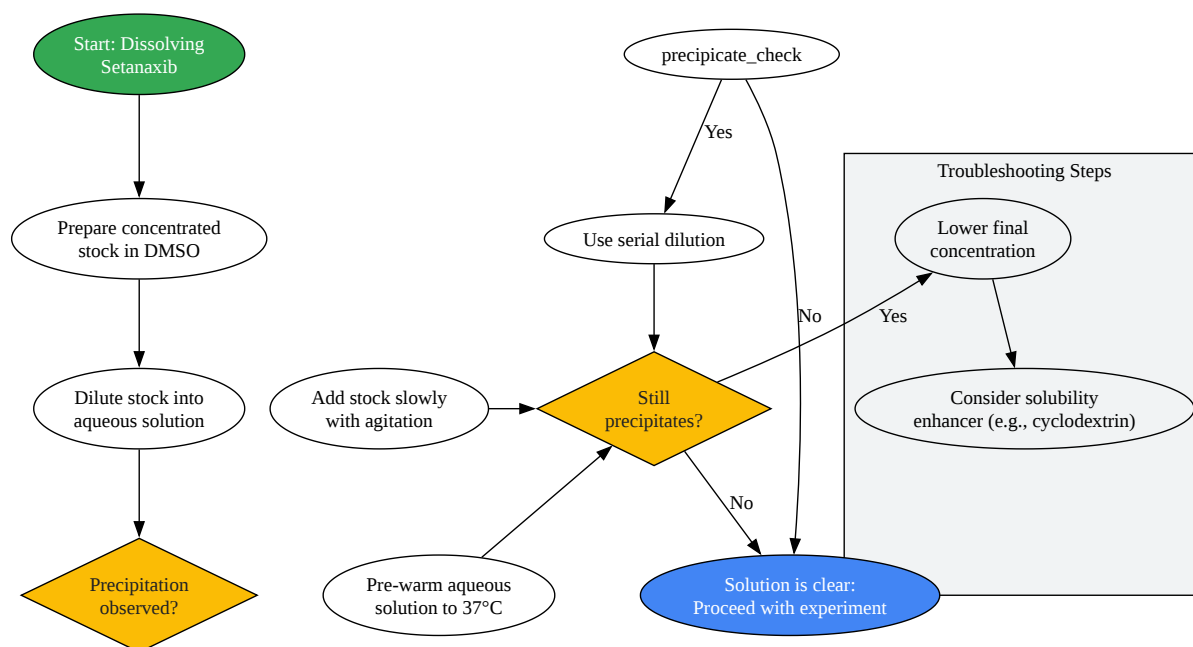 Start: Dissolving
Setanaxib
precipicate_check
Yes
Troubleshooting Steps
Prepare concentrated
stock in DMSO
Use serial dilution
Lower final
concentration
No
Yes
Dilute stock into
aqueous solution
Add stock slowly
with agitation
Still
precipitates?
Consider solubility
enhancer (e.g., cyclodextrin)
No
Precipitation
observed?
Pre-warm aqueous
solution to 37°C
Solution is clear:
Proceed with experiment